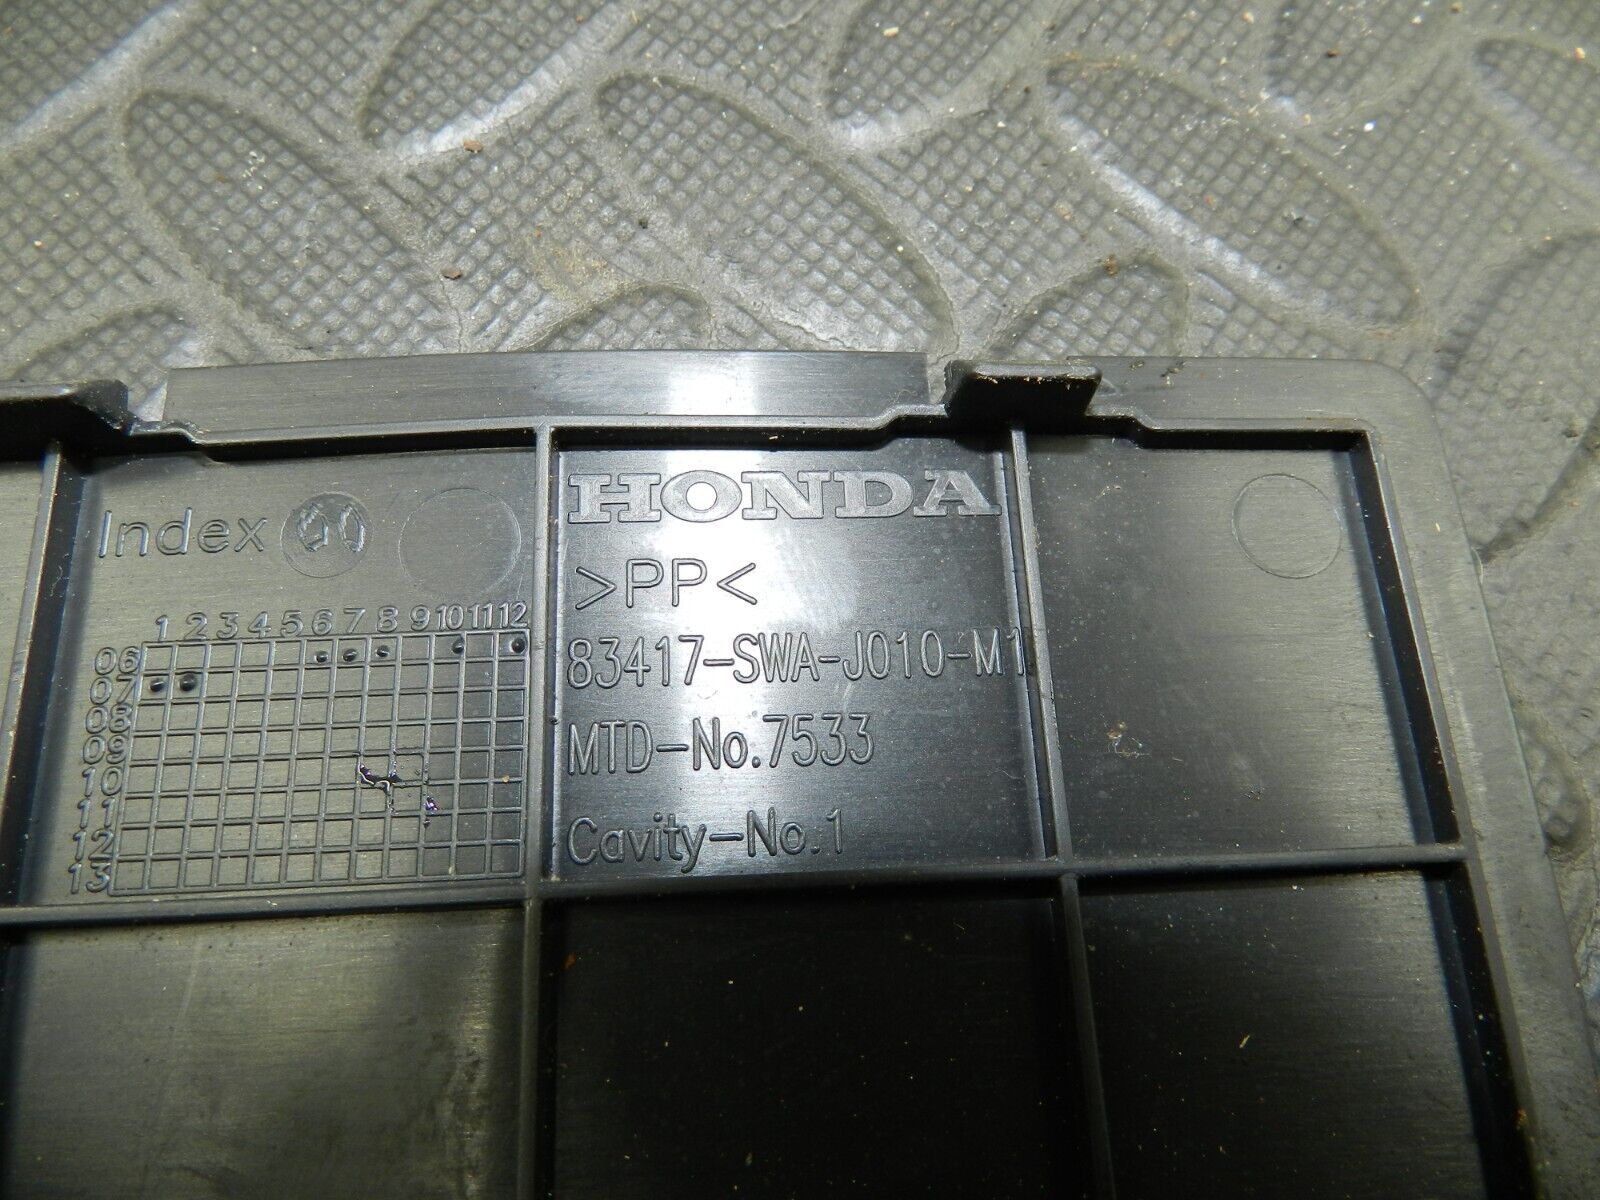 Index 00
1 2 3 4 5 6 7 8 9 10 11 12
06
07
08
09
10
11
12
13
HONDA
>PP<
83417-SWA-J010-M1
MTD-No.7533
Cavity-No.1